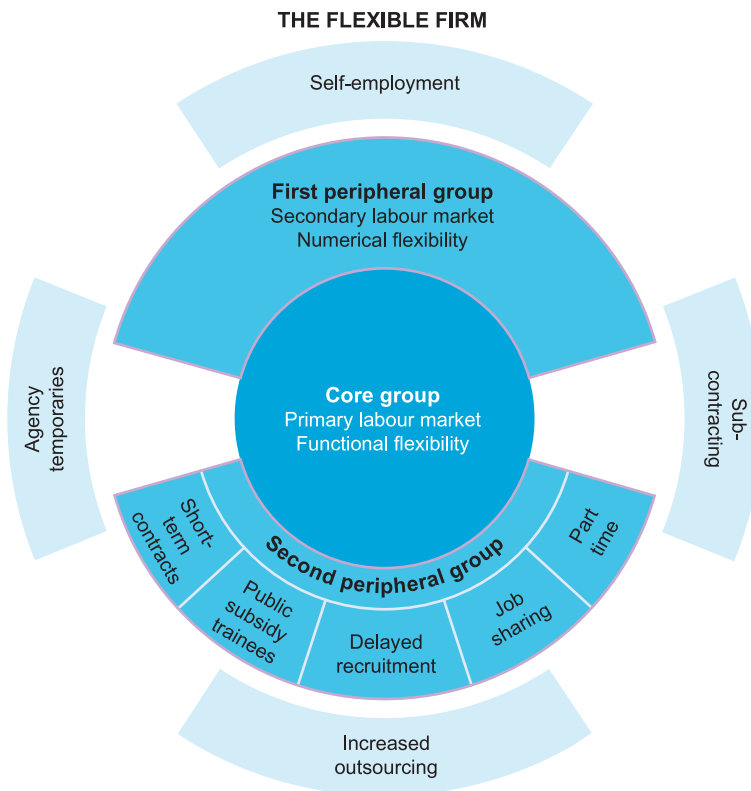 THE FLEXIBLE FIRM
Self-employment
First peripheral group
Secondary labour market
Numerical flexibility
Agency
temporaries
Core group
Primary labour market
Functional flexibility
Sub-
contracting
Second peripheral group
Short-
term
contracts
Public
subsidy
trainees
Delayed
recruitment
Job
sharing
Part
time
Increased
outsourcing